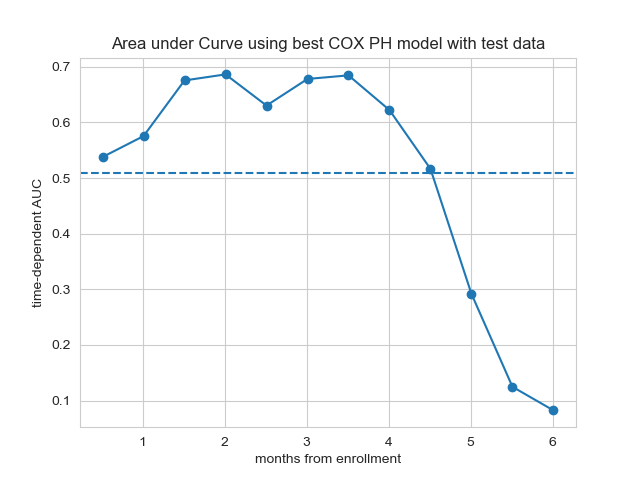 Area under Curve using best COX PH model with test data
time-dependent AUC
0.7
0.6
0.5
0.4
0.3
0.2
0.1
1 2 3 4 5 6
months from enrollment